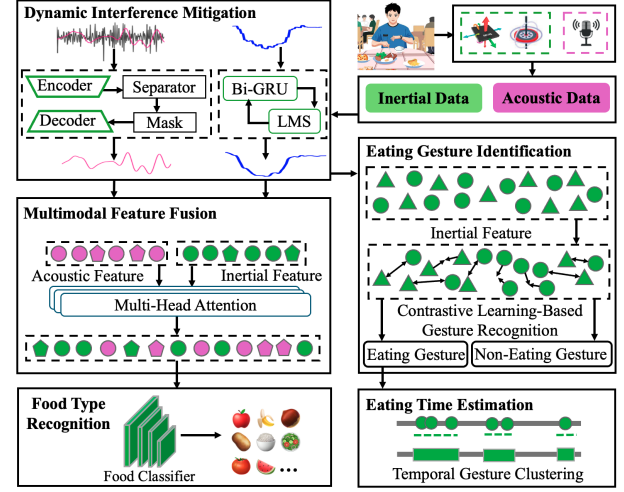 Dynamic Interference Mitigation
Encoder
Separator
Decoder
Mask
Bi-GRU
LMS
Inertial Data
Acoustic Data
Multimodal Feature Fusion
Acoustic Feature
Inertial Feature
Multi-Head Attention
Eating Gesture Identification
Inertial Feature
Contrastive Learning-Based
Gesture Recognition
Eating Gesture
Non-Eating Gesture
Food Type
Recognition
Food Classifier
Eating Time Estimation
Temporal Gesture Clustering